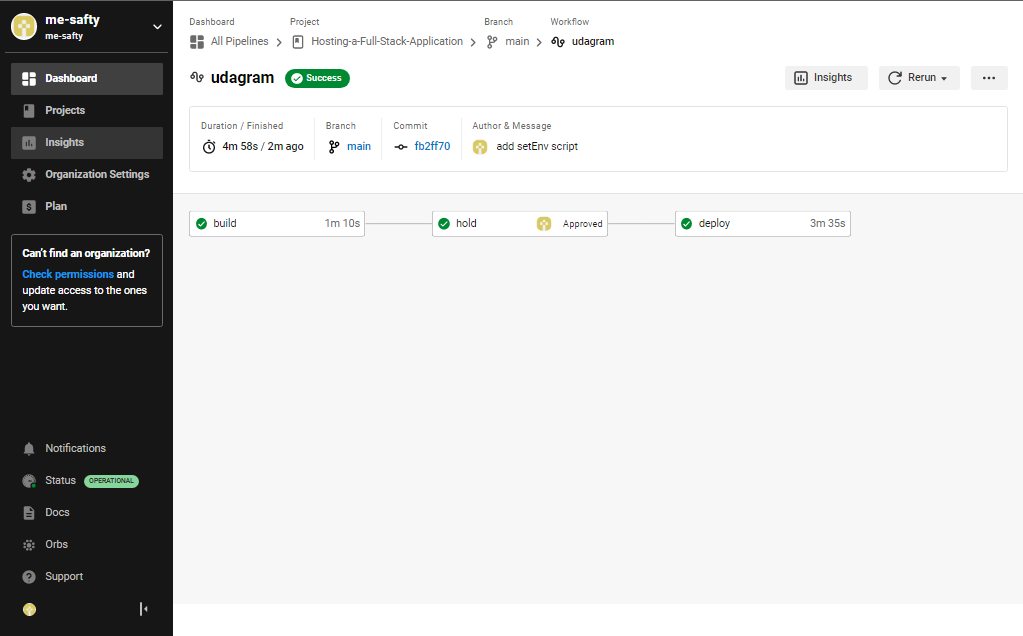 me-safty
me-safty
Dashboard
Projects
Insights
Organization Settings
Plan
Can't find an organization?
Check permissions and
update access to the ones
you want.
Notifications
Status OPERATIONAL
Docs
Orbs
Support
Dashboard Project Branch Workflow
All Pipelines Hosting-a-Full-Stack-Application main udagram
udagram Success Insights Rerun
Duration / Finished Branch Commit Author & Message
4m 58s / 2m ago main fb2ff70 add setEnv script
build 1m 10s hold Approved deploy 3m 35s